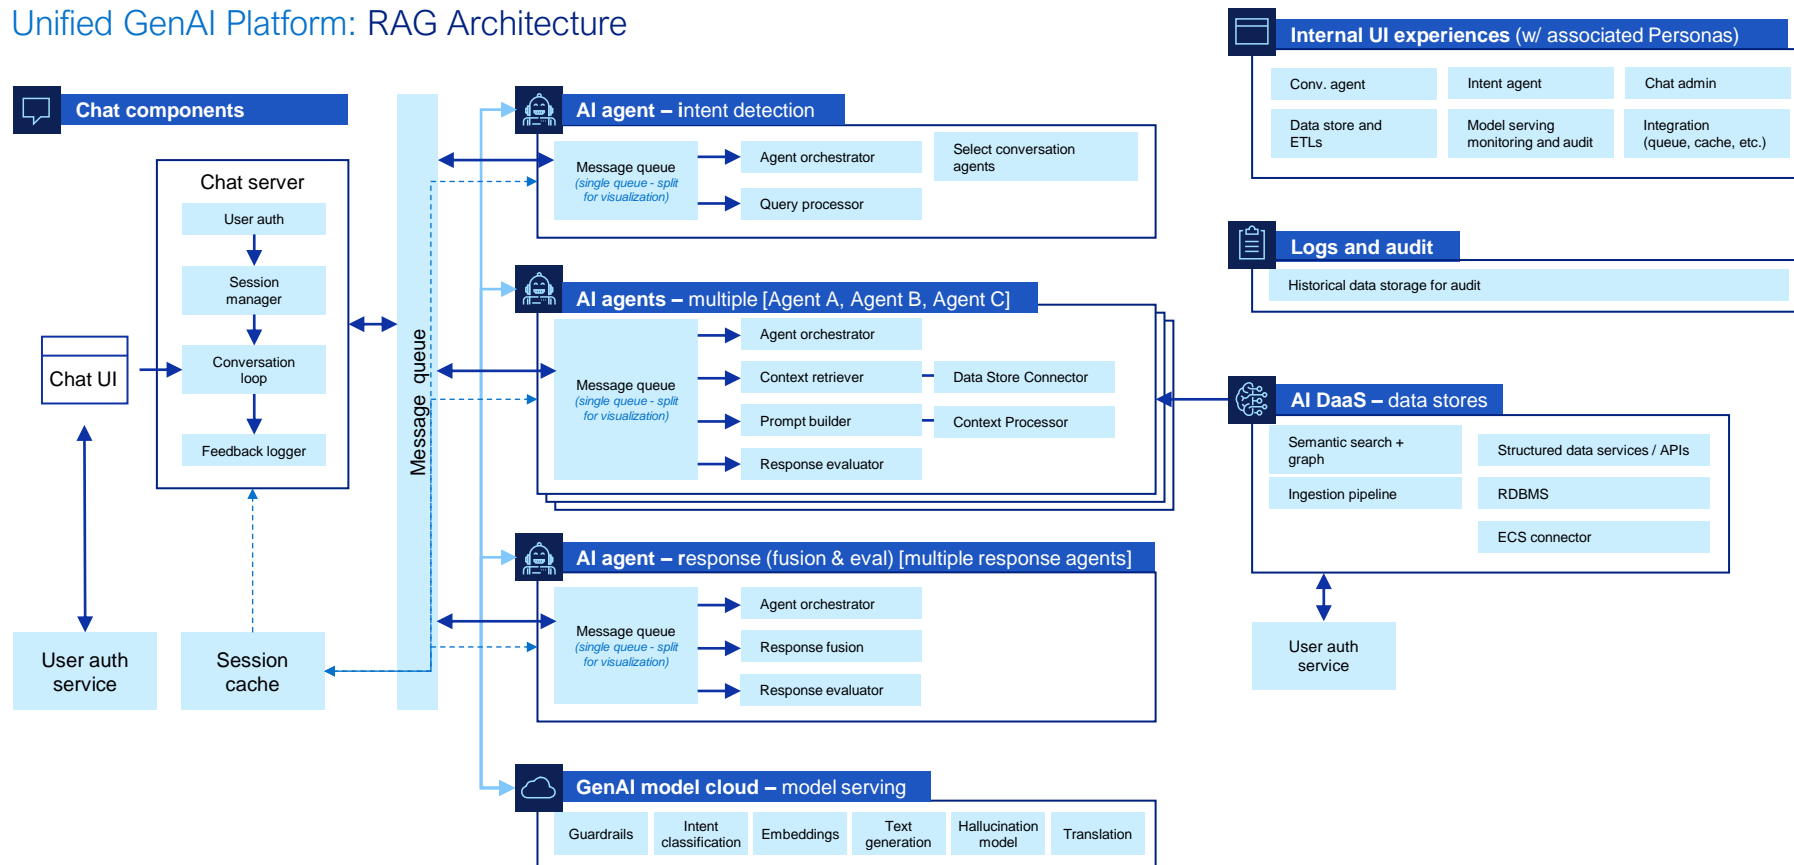 Unified GenAI Platform: RAG Architecture
Chat components
Chat server
User auth
Session
manager
Conversation
loop
Feedback logger
Chat UI
User auth
service
Session
cache
Message queue
AI agent – intent detection
Message queue
(single queue - split
for visualization)
Agent orchestrator
Query processor
Select conversation
agents
AI agents – multiple [Agent A, Agent B, Agent C]
Message queue
(single queue - split
for visualization)
Agent orchestrator
Context retriever
Data Store Connector
Prompt builder
Context Processor
Response evaluator
AI agent – response (fusion & eval) [multiple response agents]
Message queue
(single queue - split
for visualization)
Agent orchestrator
Response fusion
Response evaluator
GenAI model cloud – model serving
Guardrails
Intent
classification
Embeddings
Text
generation
Hallucination
model
Translation
Internal UI experiences (w/ associated Personas)
Conv. agent
Intent agent
Chat admin
Data store and
ETLs
Model serving
monitoring and audit
Integration
(queue, cache, etc.)
Logs and audit
Historical data storage for audit
AI DaaS – data stores
Semantic search +
graph
Structured data services / APIs
Ingestion pipeline
RDBMS
ECS connector
User auth
service